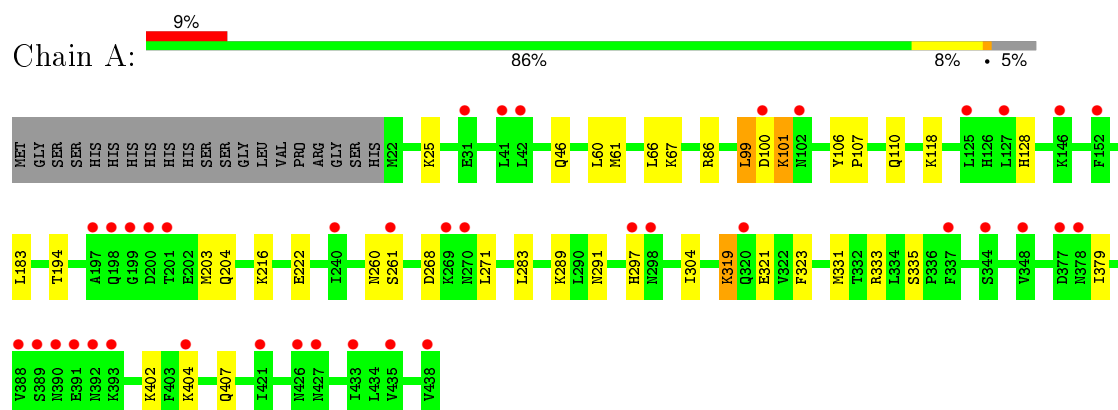 9%
Chain A:
86% 8% • 5%
MET GLY SER SER HIS HIS HIS HIS HIS HIS SER SER GLY LEU VAL PRO ARG GLY SER HIS M22 K25 E31 L41 L42 Q46 L60 M61 L66 K67 R86 L99 D100 K101 N102 Y106 P107 Q110 K118 L125 H126 L127 H128 K146 F152
L183 T194 A197 Q198 G199 D200 T201 E202 M203 Q204 K216 E222 I240 N260 S261 D268 K269 N270 L271 L283 K289 L290 N291 H297 N298 I304 K319 Q320 E321 V322 F323 M331 T332 R333 L334 S335 P336 F337 S344 V348 D377 N378 I379
V388 S389 N390 E391 N392 K393 K402 F403 K404 Q407 I421 N426 N427 I433 L434 V435 V438